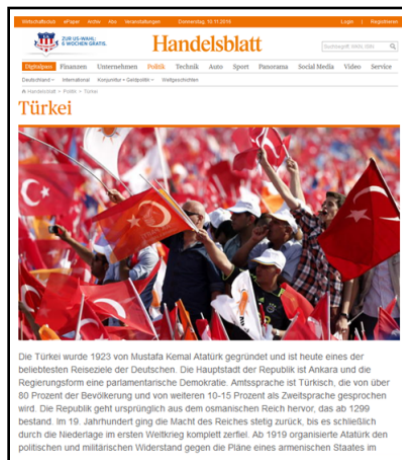 Wirtschaftsclub ePaper Archiv Abo Veranstaltungen Donnerstag, 10.11.2016 Login | Registrieren
ZUR US-WAHL:
5 WOCHEN GRATIS.
Handelsblatt
Suchbegriff, WKN, ISIN
Digitalpass Finanzen Unternehmen Politik Technik Auto Sport Panorama Social Media Video Service
Deutschland International Konjunktur + Geldpolitik Weltgeschichten
Handelsblatt > Politik > Türkei
Türkei
Die Türkei wurde 1923 von Mustafa Kemal Atatürk gegründet und ist heute eines der
beliebtesten Reiseziele der Deutschen. Die Hauptstadt der Republik ist Ankara und die
Regierungsform eine parlamentarische Demokratie. Amtssprache ist Türkisch, die von über
80 Prozent der Bevölkerung und von weiteren 10-15 Prozent als Zweitsprache gesprochen
wird. Die Republik geht ursprünglich aus dem osmanischen Reich hervor, das ab 1299
bestand. Im 19. Jahrhundert ging die Macht des Reiches stetig zurück, bis es schließlich
durch die Niederlage im ersten Weltkrieg komplett zerfiel. Ab 1919 organisierte Atatürk den
politischen und militärischen Widerstand gegen die Pläne eines armenischen Staates im